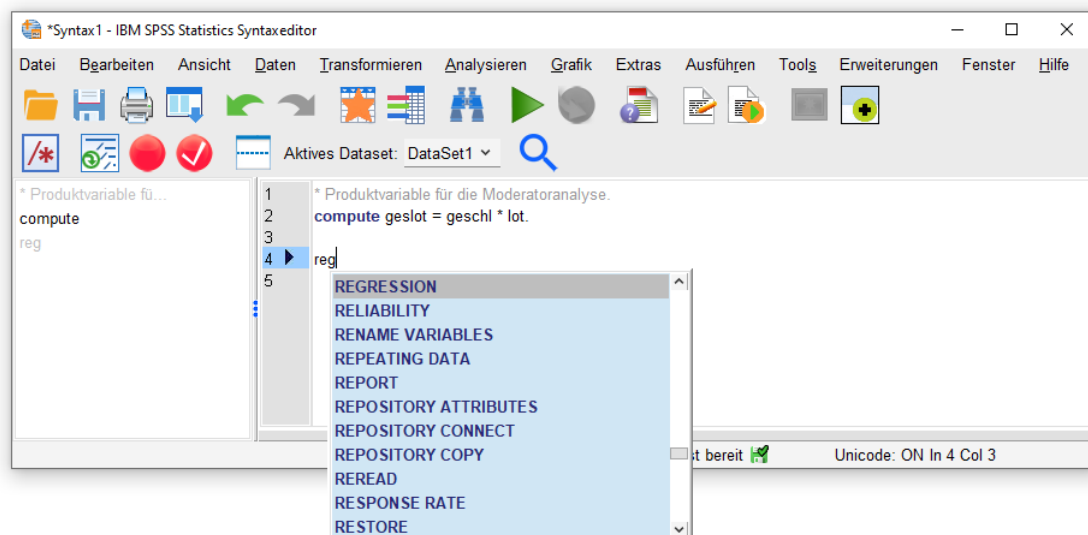 *Syntax1 - IBM SPSS Statistics Syntaxeditor
Datei Bearbeiten Ansicht Daten Transformieren Analysieren Grafik Extras Ausführen Tools Erweiterungen Fenster Hilfe
Aktives Dataset: DataSet1
* Produktvariable fü...
compute
reg
1 * Produktvariable für die Moderatoranalyse.
2 compute geslot = geschl * lot.
3
4 reg
5
REGRESSION
RELIABILITY
RENAME VARIABLES
REPEATING DATA
REPORT
REPOSITORY ATTRIBUTES
REPOSITORY CONNECT
REPOSITORY COPY
REREAD
RESPONSE RATE
RESTORE
bereit Unicode: ON In 4 Col 3